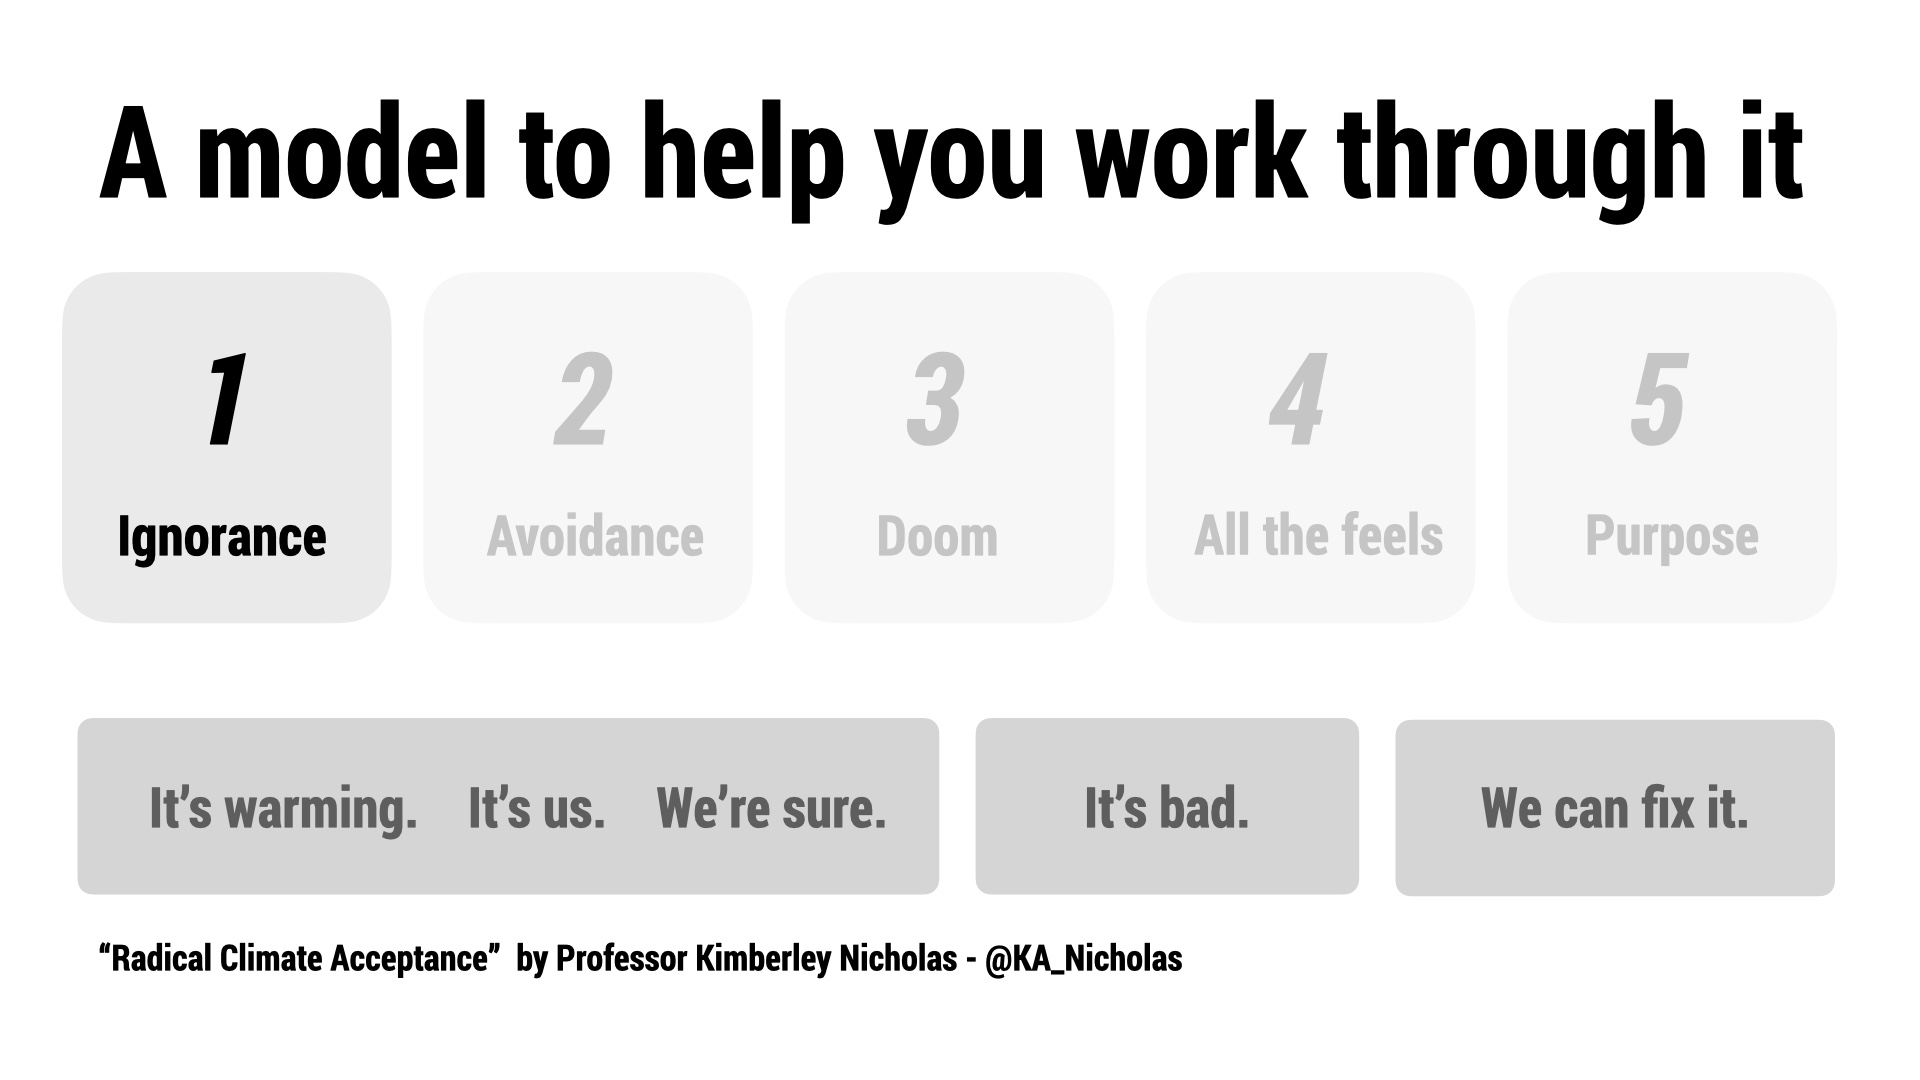 A model to help you work through it
1
Ignorance
2
Avoidance
3
Doom
4
All the feels
5
Purpose
It’s warming. It’s us. We’re sure.
It’s bad.
We can fix it.
“Radical Climate Acceptance” by Professor Kimberley Nicholas - @KA_Nicholas